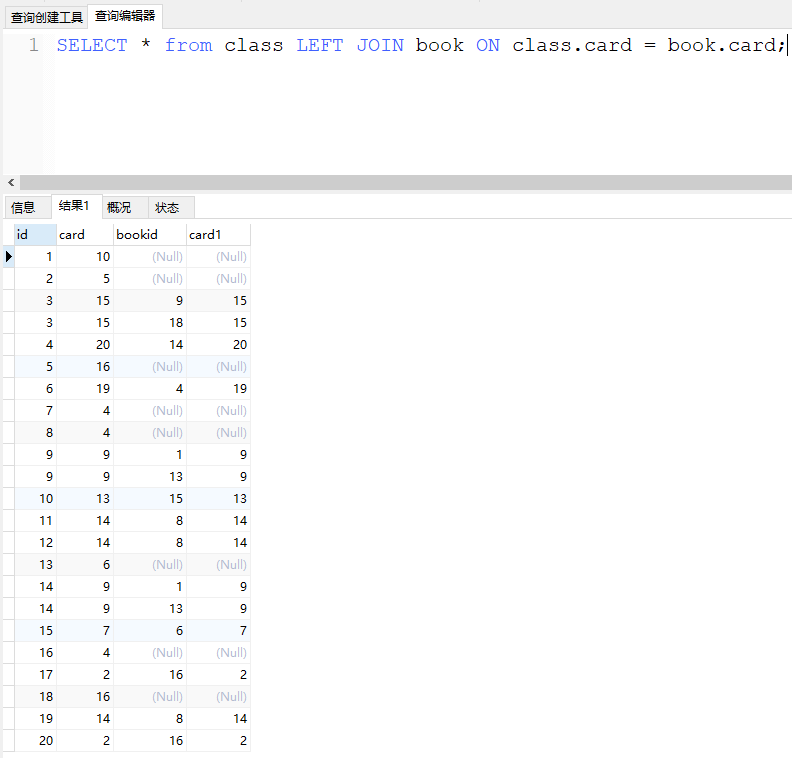 查询创建工具 查询编辑器
1 SELECT * from class LEFT JOIN book ON class.card = book.card;
信息 结果1 概况 状态
id card bookid card1
1 10 (Null) (Null)
2 5 (Null) (Null)
3 15 9 15
3 15 18 15
4 20 14 20
5 16 (Null) (Null)
6 19 4 19
7 4 (Null) (Null)
8 4 (Null) (Null)
9 9 1 9
9 9 13 9
10 13 15 13
11 14 8 14
12 14 8 14
13 6 (Null) (Null)
14 9 1 9
14 9 13 9
15 7 6 7
16 4 (Null) (Null)
17 2 16 2
18 16 (Null) (Null)
19 14 8 14
20 2 16 2